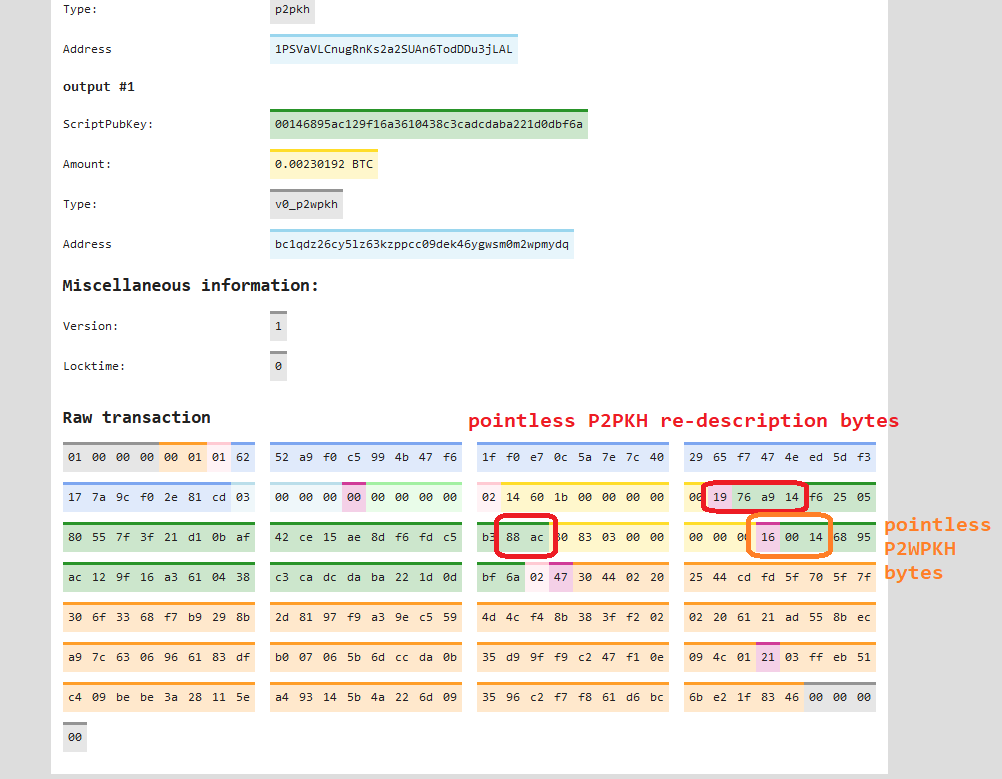 Type: p2pkh
Address 1PSVaVLCnugRnKs2a2SUAn6TodDDu3jLAL
output #1
ScriptPubKey: 00146895ac129f16a3610438c3cadcdaba221d0dbf6a
Amount: 0.00230192 BTC
Type: v0_p2wpkh
Address bc1qdz26cy5lz63kzppcc09dek46ygwsm0m2wpmydq
Miscellaneous information:
Version: 1
Locktime: 0
Raw transaction
pointless P2PKH re-description bytes
01 00 00 00 00 01 01 62 52 a9 f0 c5 99 4b 47 f6 1f f0 e7 0c 5a 7e 7c 40 29 65 f7 47 4e ed 5d f3
17 7a 9c f0 2e 81 cd 03 00 00 00 00 00 00 00 00 02 14 60 1b 00 00 00 00 00 19 76 a9 14 f6 25 05
80 55 7f 3f 21 d1 0b af 42 ce 15 ae 8d f6 fd c5 b3 88 ac 30 83 03 00 00 00 00 00 16 00 14 68 95
pointless
P2WPKH
bytes
ac 12 9f 16 a3 61 04 38 c3 ca dc da ba 22 1d 0d bf 6a 02 47 30 44 02 20 25 44 cd fd 5f 70 5f 7f
30 6f 33 68 f7 b9 29 8b 2d 81 97 f9 a3 9e c5 59 4d 4c f4 8b 38 3f f2 02 02 20 61 21 ad 55 8b ec
a9 7c 63 06 96 61 83 df b0 07 06 5b 6d cc da 0b 35 d9 9f f9 c2 47 f1 0e 09 4c 01 21 03 ff eb 51
c4 09 be be 3a 28 11 5e a4 93 14 5b 4a 22 6d 09 35 96 c2 f7 f8 61 d6 bc 6b e2 1f 83 46 00 00 00
00